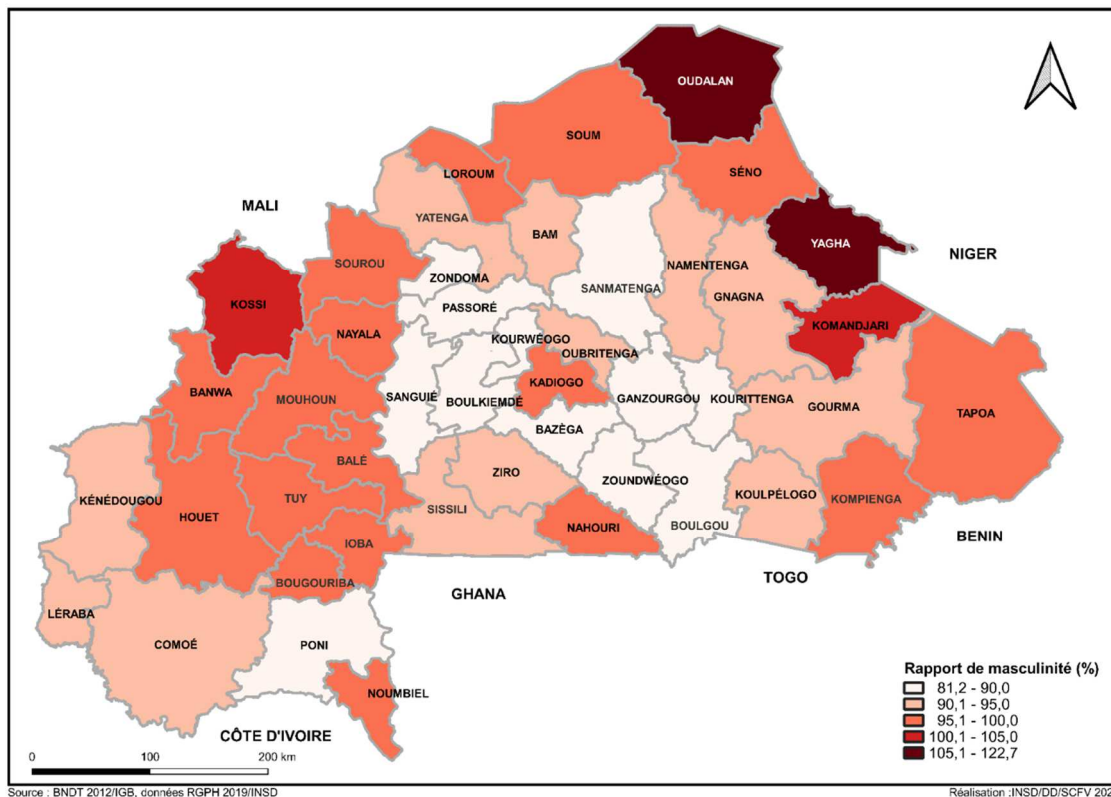 OUDALAN
SOUM
LOROUM
SÉNO
MALI
YATENGA
BAM
YAGHA
NIGER
SOUROU
ZONDOMA
NAMENTENGA
SANMATENGA
GNAGNA
KOSSI
PASSORÉ
KOMANDJARI
NAYALA
KOURWÉOGO
OUBRITENGA
BANWA
MOUHOUN
SANGUIÉ
BOULKIEMDÉ
KADIOGO
GANZOURGOU
KOURITTENGA
GOURMA
TAPOA
BAZÈGA
BALÉ
ZIRO
KÉNÉDOUGOU
TUY
ZOUNDWÉOGO
KOULPÉLOGO
KOMPIENGA
HOUET
SISSILI
NAHOURI
BOULGOU
BENIN
IOBA
BOUGOURIBA
TOGO
GHANA
LÉRABA
COMOÉ
PONI
NOUMBIEL
CÔTE D'IVOIRE
Rapport de masculinité (%)
81,2 - 90,0
90,1 - 95,0
95,1 - 100,0
100,1 - 105,0
105,1 - 122,7
0 100 200 km
Source : BNDT 2012/IGB, données RGPH 2019/INSD
Réalisation :INSD/DD/SCFV 202